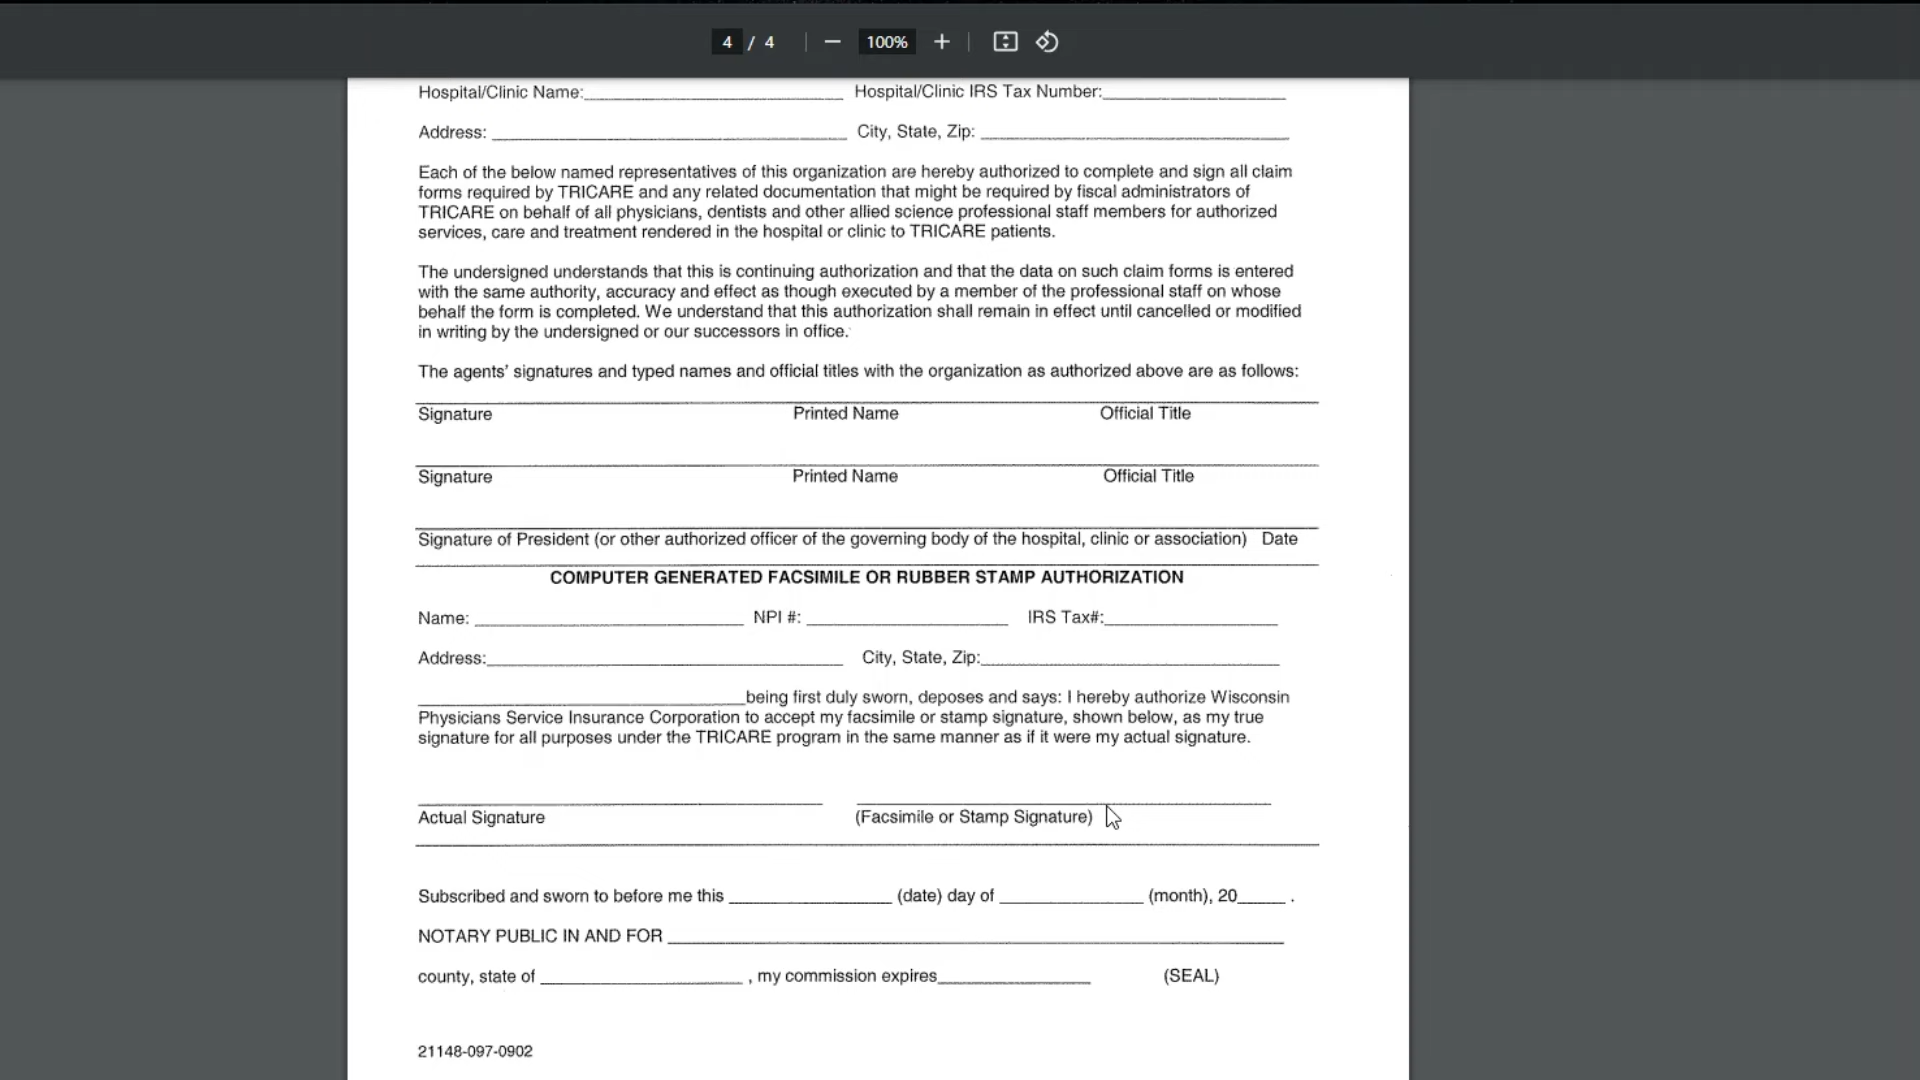 4 / 4 100%
Hospital/Clinic Name: Hospital/Clinic IRS Tax Number:
Address: City, State, Zip:
Each of the below named representatives of this organization are hereby authorized to complete and sign all claim
forms required by TRICARE and any related documentation that might be required by fiscal administrators of
TRICARE on behalf of all physicians, dentists and other allied science professional staff members for authorized
services, care and treatment rendered in the hospital or clinic to TRICARE patients.
The undersigned understands that this is continuing authorization and that the data on such claim forms is entered
with the same authority, accuracy and effect as though executed by a member of the professional staff on whose
behalf the form is completed. We understand that this authorization shall remain in effect until cancelled or modified
in writing by the undersigned or our successors in office.
The agents' signatures and typed names and official titles with the organization as authorized above are as follows:
Signature Printed Name Official Title
Signature Printed Name Official Title
Signature of President (or other authorized officer of the governing body of the hospital, clinic or association) Date
COMPUTER GENERATED FACSIMILE OR RUBBER STAMP AUTHORIZATION
Name: NPI #: IRS Tax#:
Address: City, State, Zip:
being first duly sworn, deposes and says: I hereby authorize Wisconsin
Physicians Service Insurance Corporation to accept my facsimile or stamp signature, shown below, as my true
signature for all purposes under the TRICARE program in the same manner as if it were my actual signature.
Actual Signature (Facsimile or Stamp Signature)
Subscribed and sworn to before me this (date) day of (month), 20 .
NOTARY PUBLIC IN AND FOR
county, state of , my commission expires (SEAL)
21148-097-0902